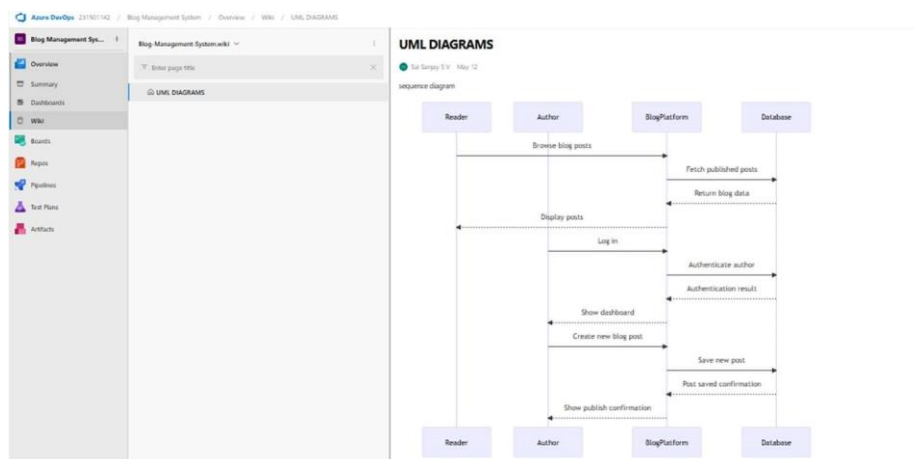 Azure DevOps 231901142 / Blog Management System / Overview / Wiki / UML DIAGRAMS
Blog Management Sys... +
Overview
Summary
Dashboards
Wiki
Boards
Repos
Pipelines
Test Plans
Artifacts
Blog-Management-System.wiki
Enter page title
UML DIAGRAMS
UML DIAGRAMS
Sai Sanjay S V May 12
sequence diagram
Reader Author BlogPlatform Database
Browse blog posts
Fetch published posts
Return blog data
Display posts
Log in
Authenticate author
Authentication result
Show dashboard
Create new blog post
Save new post
Post saved confirmation
Show publish confirmation
Reader Author BlogPlatform Database